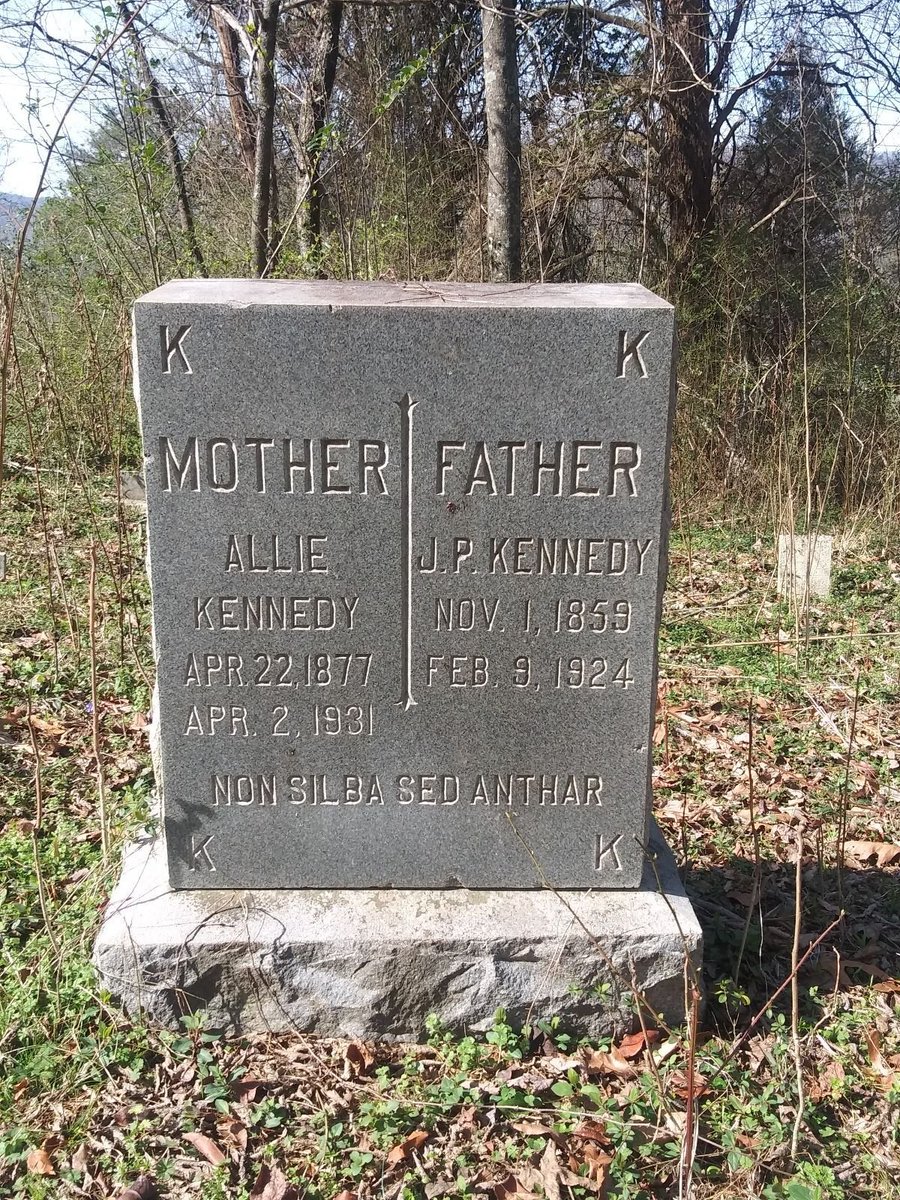 K K
MOTHER
ALLIE
KENNEDY
APR. 22, 1877
APR. 2, 1931
FATHER
J.P. KENNEDY
NOV. 1, 1859
FEB. 9, 1924
NON SILBA SED ANTHAR
K K